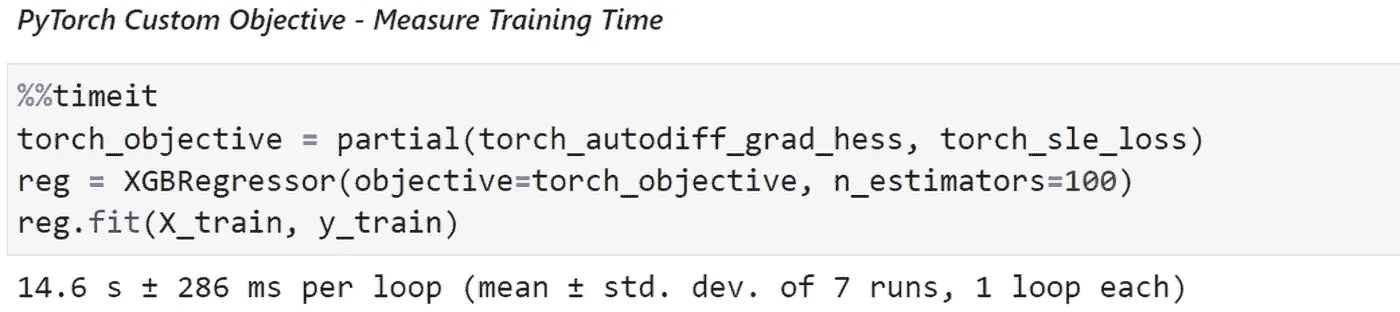 PyTorch Custom Objective - Measure Training Time
%%timeit
torch_objective = partial(torch_autodiff_grad_hess, torch_sle_loss)
reg = XGBRegressor(objective=torch_objective, n_estimators=100)
reg.fit(X_train, y_train)
14.6 s ± 286 ms per loop (mean ± std. dev. of 7 runs, 1 loop each)